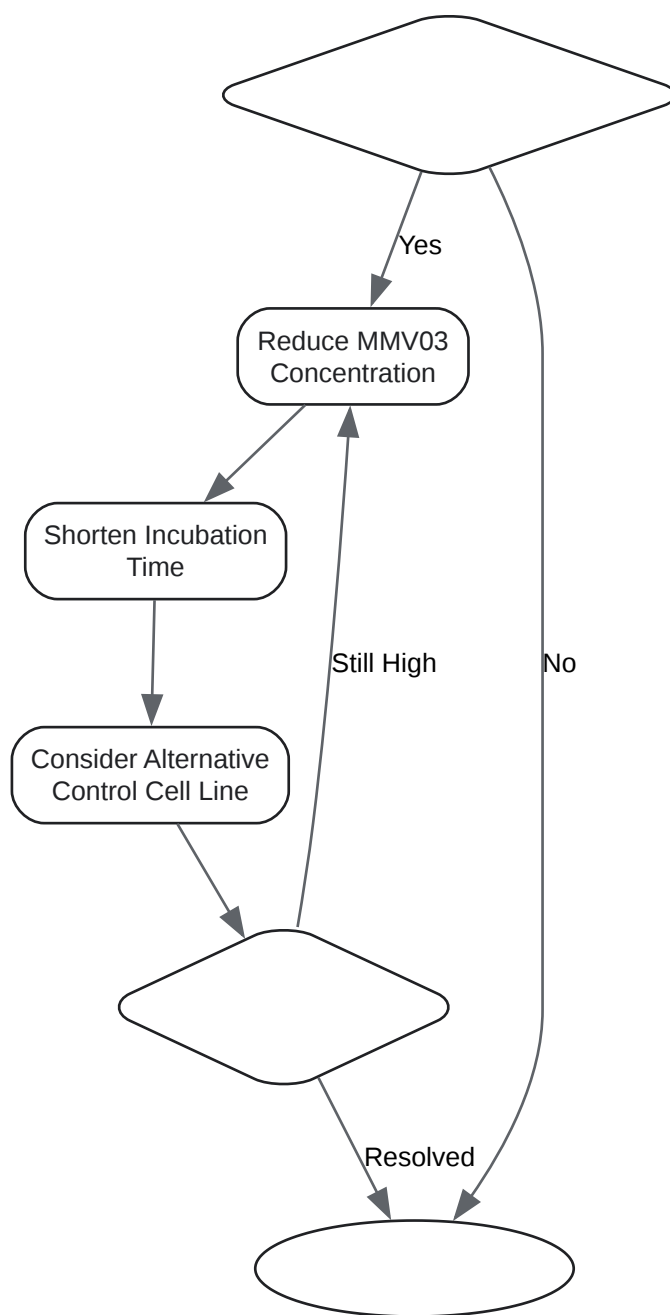 Yes
Reduce MMV03
Concentration
Shorten Incubation
Time
Still High
No
Consider Alternative
Control Cell Line
Resolved